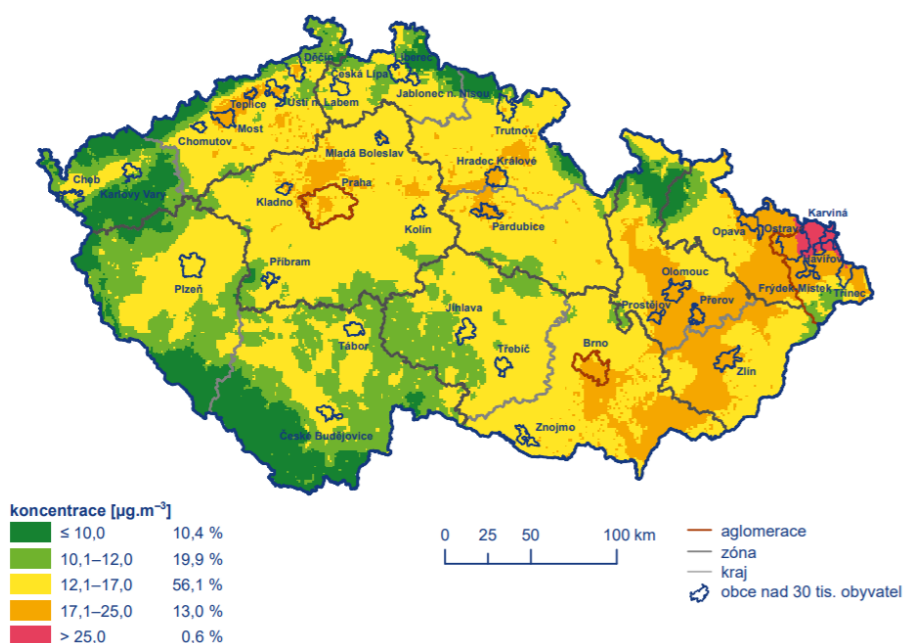 Děčín
Liberec
Česká Lípa
Jablonec n. Nisou
Teplice
Ústí n. Labem
Most
Trutnov
Chomutov
Mladá Boleslav
Hradec Králové
Cheb
Karlovy Vary
Praha
Kladno
Kolín
Pardubice
Karviná
Opava
Ostrava
Havířov
Příbram
Plzeň
Olomouc
Frýdek-Místek
Třinec
Prostějov
Přerov
Jihlava
Tábor
Třebíč
Brno
Zlín
České Budějovice
Znojmo
koncentrace [µg.m⁻³]
≤ 10,0 10,4 %
10,1–12,0 19,9 %
12,1–17,0 56,1 %
17,1–25,0 13,0 %
> 25,0 0,6 %
0 25 50 100 km
aglomerace
zóna
kraj
obce nad 30 tis. obyvatel